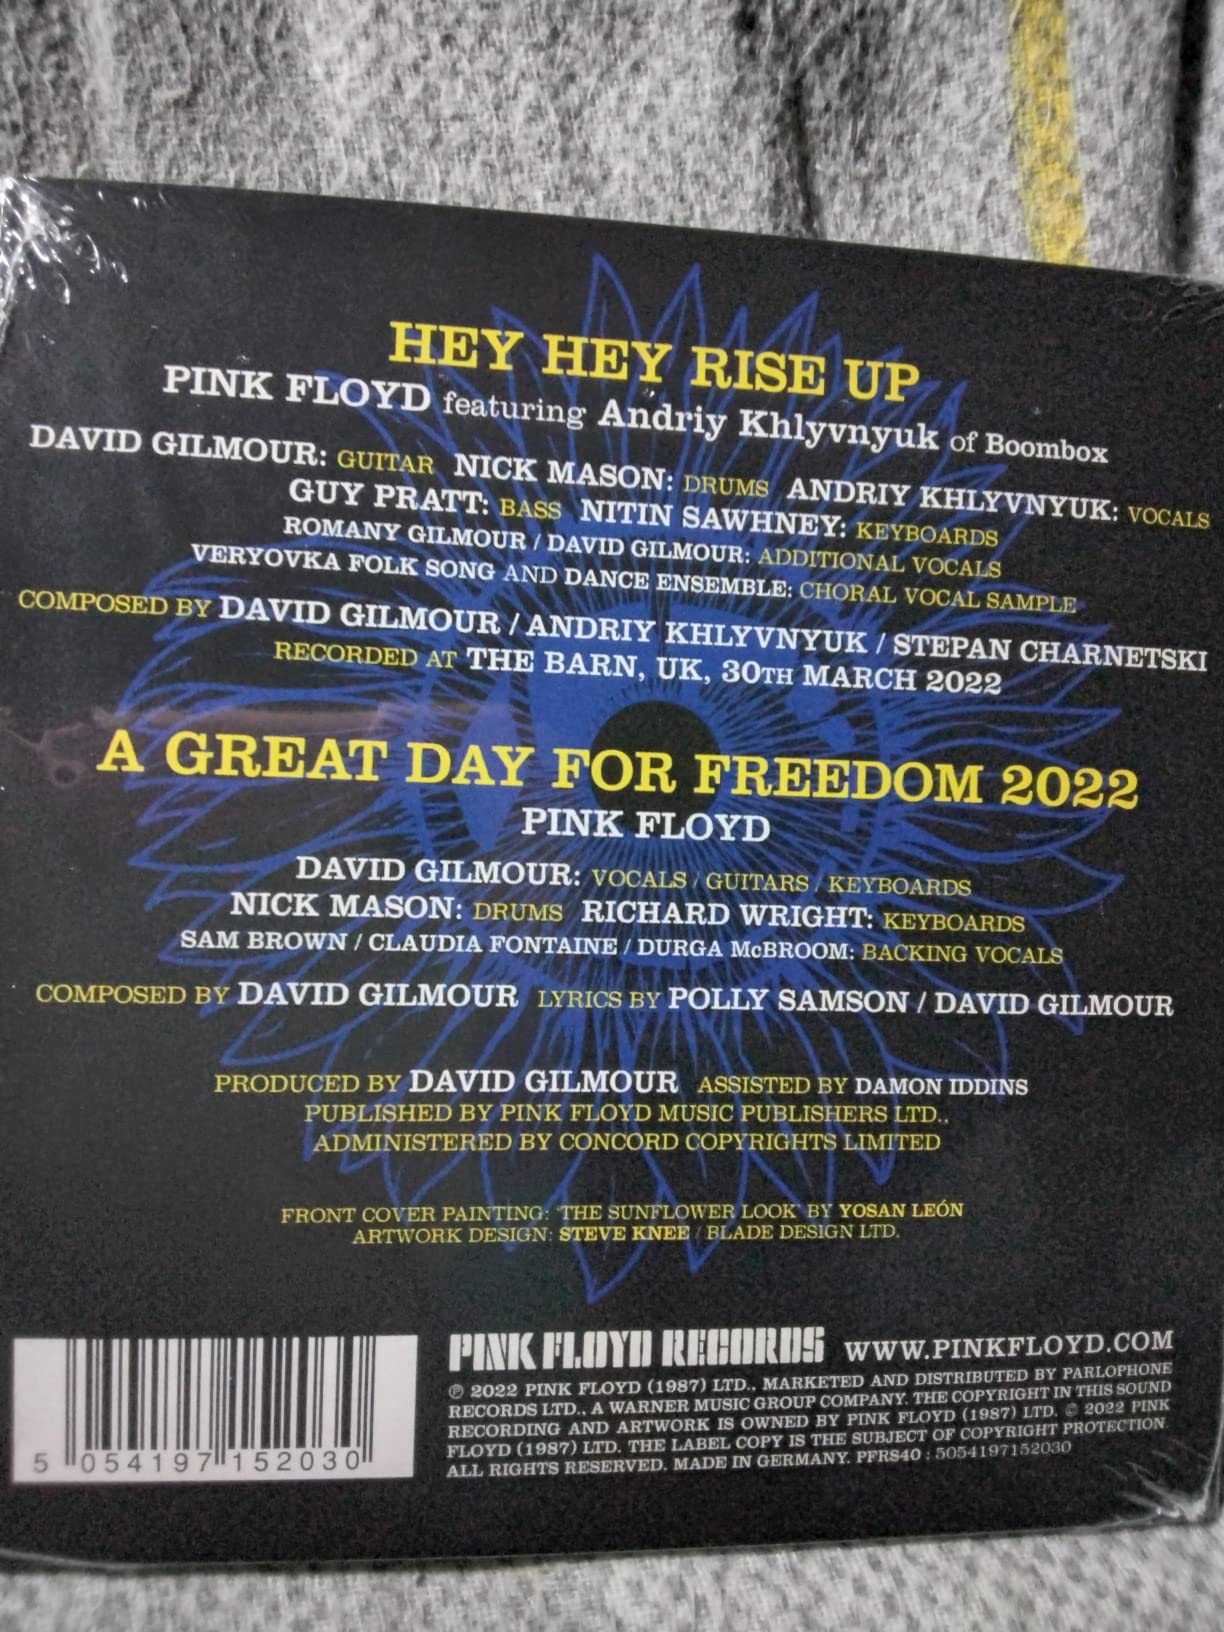 HEY HEY RISE UP
PINK FLOYD featuring Andriy Khlyvnyuk of Boombox
DAVID GILMOUR: GUITAR NICK MASON: DRUMS ANDRIY KHLYVNYUK: VOCALS
GUY PRATT: BASS NITIN SAWHNEY: KEYBOARDS
ROMANY GILMOUR / DAVID GILMOUR: ADDITIONAL VOCALS
VERYOVKA FOLK SONG AND DANCE ENSEMBLE: CHORAL VOCAL SAMPLE
COMPOSED BY DAVID GILMOUR / ANDRIY KHLYVNYUK / STEPAN CHARNETSKI
RECORDED AT THE BARN, UK, 30TH MARCH 2022
A GREAT DAY FOR FREEDOM 2022
PINK FLOYD
DAVID GILMOUR: VOCALS / GUITARS / KEYBOARDS
NICK MASON: DRUMS RICHARD WRIGHT: KEYBOARDS
SAM BROWN / CLAUDIA FONTAINE / DURGA McBROOM: BACKING VOCALS
COMPOSED BY DAVID GILMOUR LYRICS BY POLLY SAMSON / DAVID GILMOUR
PRODUCED BY DAVID GILMOUR ASSISTED BY DAMON IDDINS
PUBLISHED BY PINK FLOYD MUSIC PUBLISHERS LTD.,
ADMINISTERED BY CONCORD COPYRIGHTS LIMITED
FRONT COVER PAINTING: 'THE SUNFLOWER LOOK' BY YOSAN LEÓN
ARTWORK DESIGN: STEVE KNEE / BLADE DESIGN LTD.
5 054197 152030
PINK FLOYD RECORDS WWW.PINKFLOYD.COM
℗ 2022 PINK FLOYD (1987) LTD., MARKETED AND DISTRIBUTED BY PARLOPHONE
RECORDS LTD., A WARNER MUSIC GROUP COMPANY. THE COPYRIGHT IN THIS SOUND
RECORDING AND ARTWORK IS OWNED BY PINK FLOYD (1987) LTD. © 2022 PINK
FLOYD (1987) LTD. THE LABEL COPY IS THE SUBJECT OF COPYRIGHT PROTECTION.
ALL RIGHTS RESERVED. MADE IN GERMANY. PFRS40 : 5054197152030